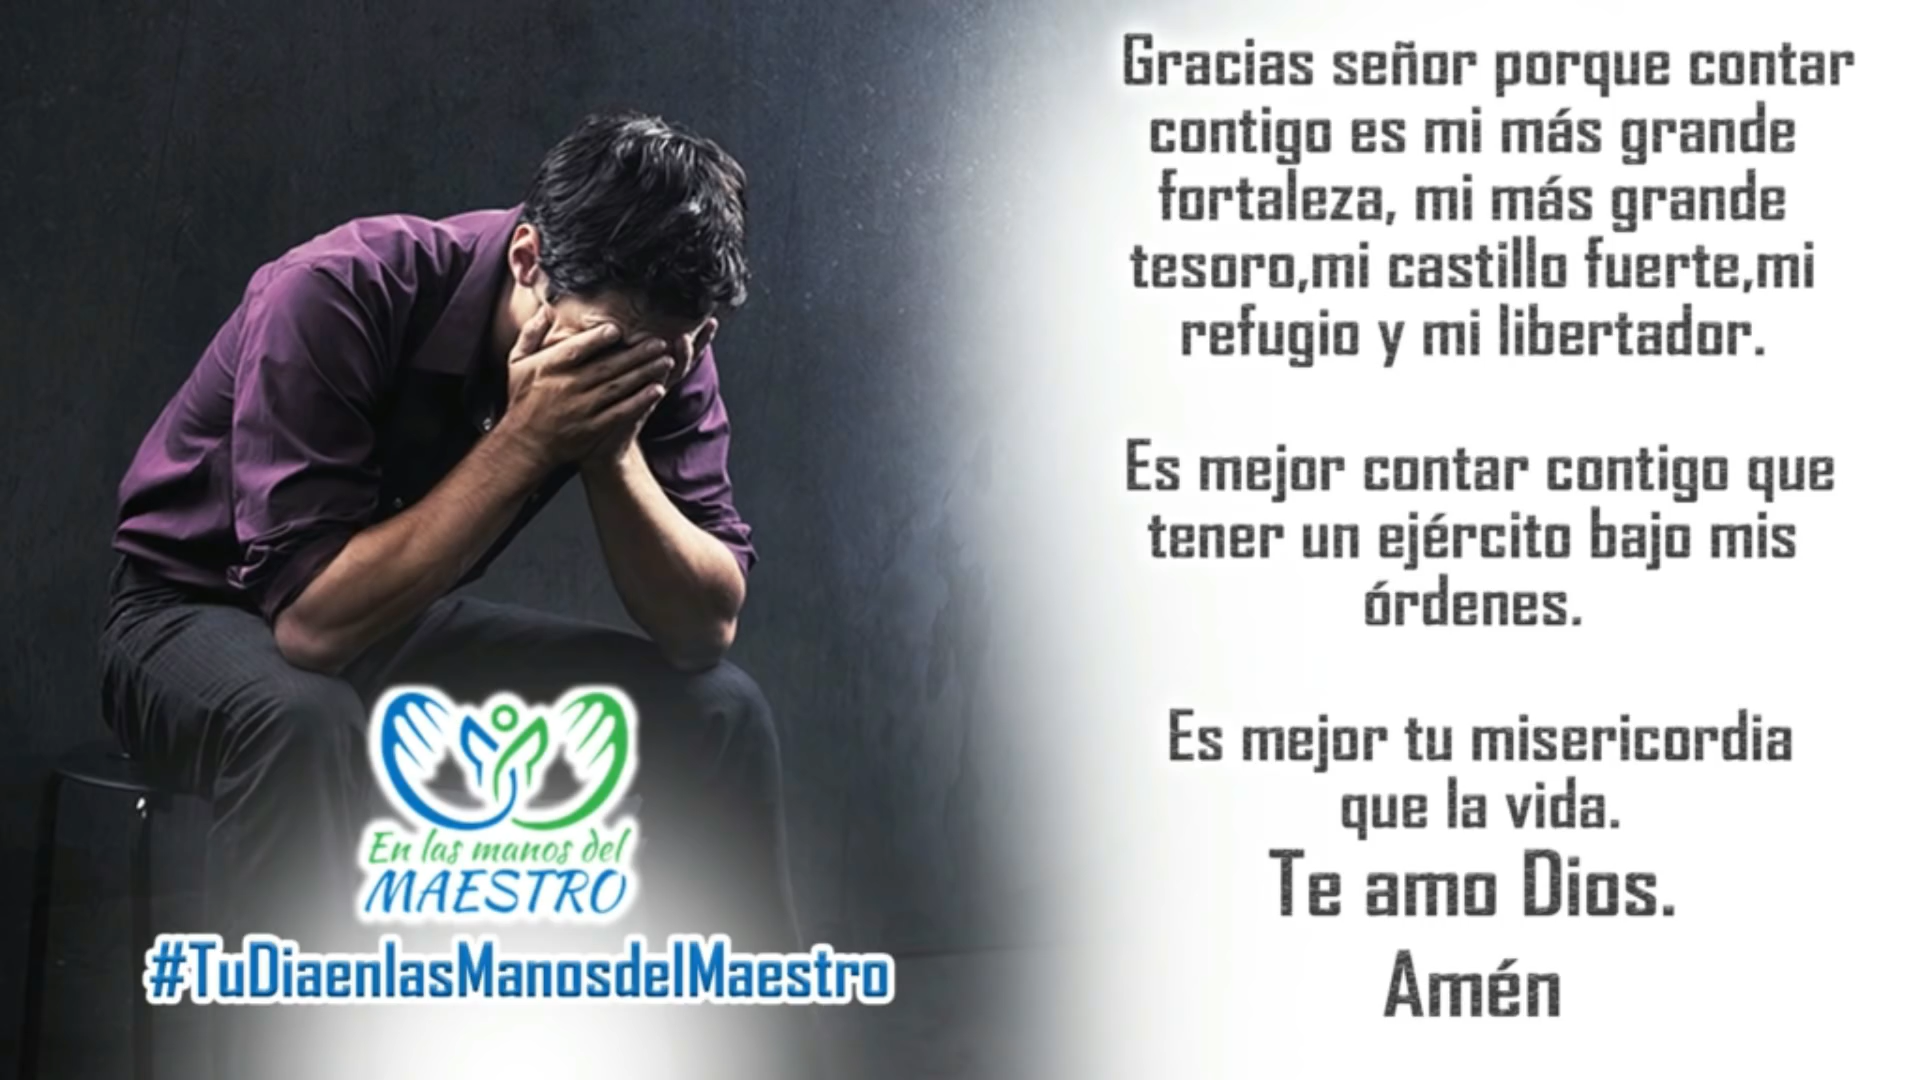 Gracias señor porque contar
contigo es mi más grande
fortaleza, mi más grande
tesoro,mi castillo fuerte,mi
refugio y mi libertador.
Es mejor contar contigo que
tener un ejército bajo mis
órdenes.
Es mejor tu misericordia
que la vida.
Te amo Dios.
Amén
En las manos del
MAESTRO
#TuDiaenlasManosdelMaestro